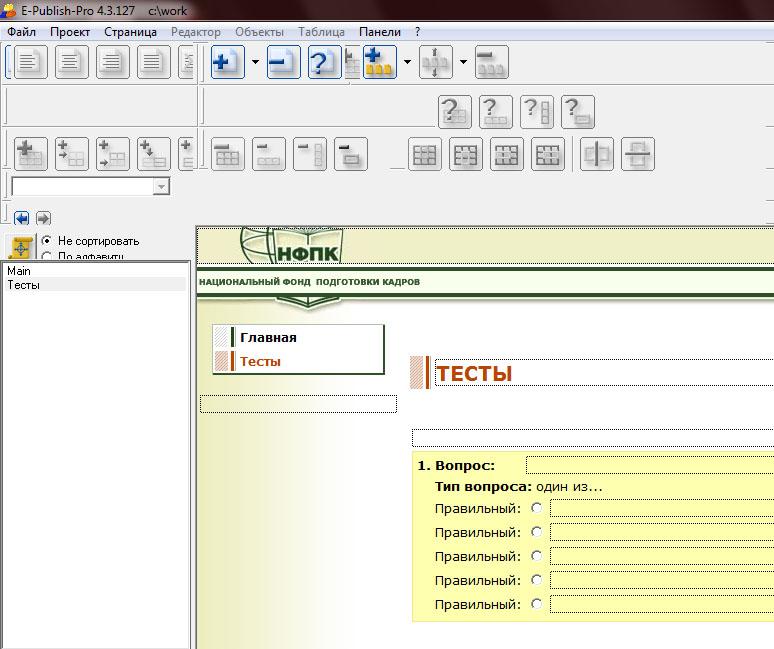 E-Publish-Pro 4.3.127 c:\work
Файл Проект Страница Редактор Объекты Таблица Панели ?
Не сортировать
По алфавиту
Main
Тесты
НФПК
НАЦИОНАЛЬНЫЙ ФОНД ПОДГОТОВКИ КАДРОВ
Главная
Тесты
ТЕСТЫ
1. Вопрос:
Тип вопроса: один из...
Правильный:
Правильный:
Правильный:
Правильный:
Правильный: